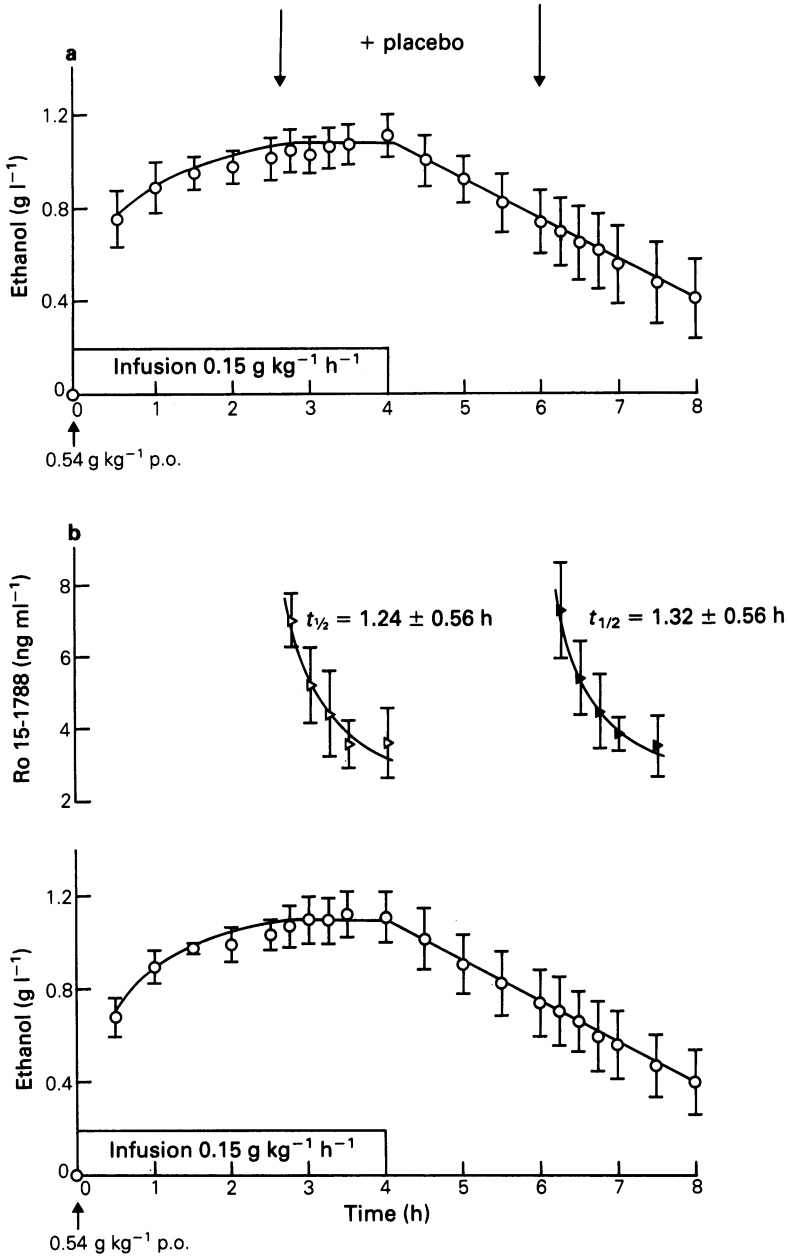 + placebo
a
1.2
0.8
0.4
0
Ethanol (g l⁻¹)
Infusion 0.15 g kg⁻¹ h⁻¹
0 1 2 3 4 5 6 7 8
0.54 g kg⁻¹ p.o.
b
8
6
4
2
Ro 15-1788 (ng ml⁻¹)
t½ = 1.24 ± 0.56 h
t1/2 = 1.32 ± 0.56 h
1.2
0.8
0.4
0
Ethanol (g l⁻¹)
Infusion 0.15 g kg⁻¹ h⁻¹
0 1 2 3 4 5 6 7 8
Time (h)
0.54 g kg⁻¹ p.o.